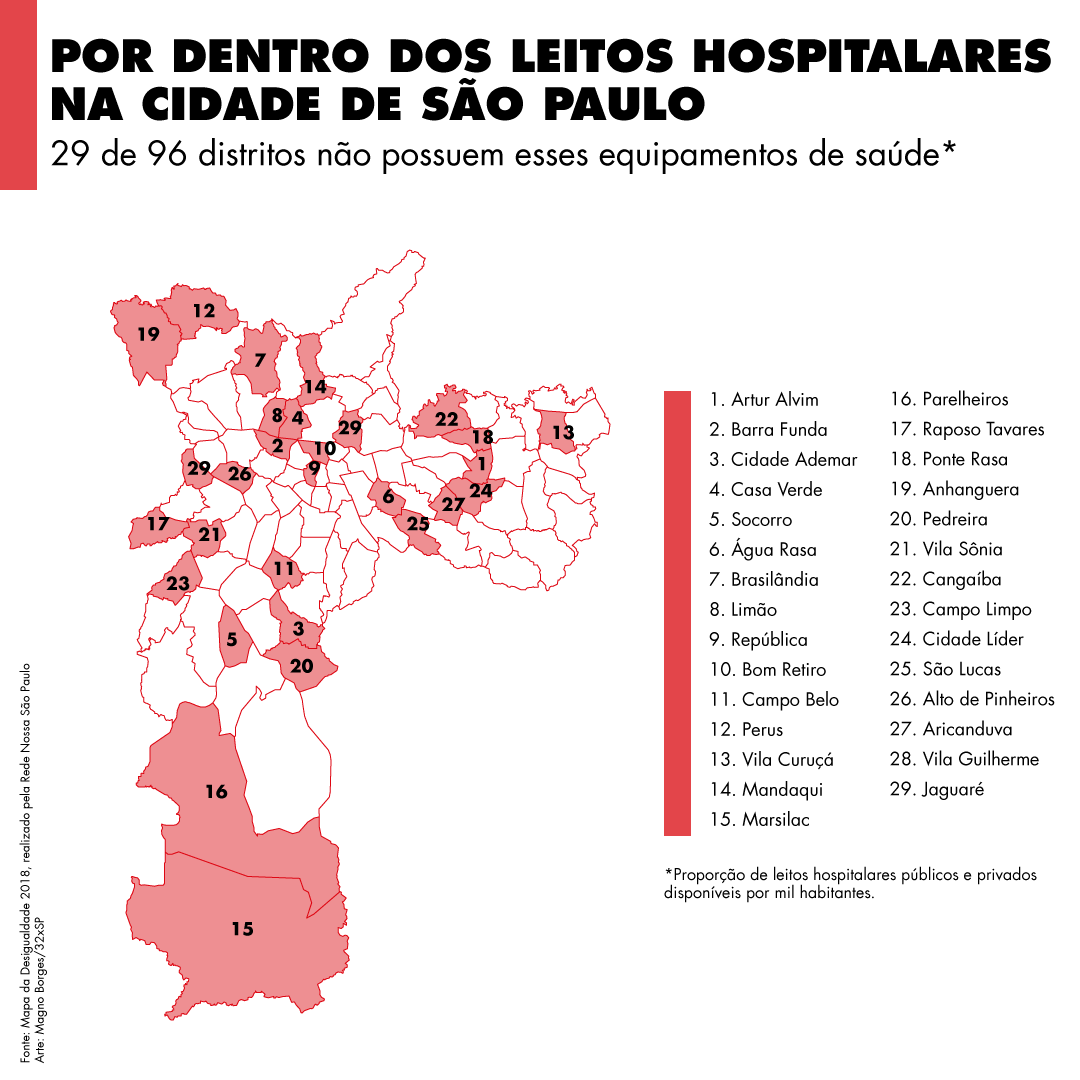 POR DENTRO DOS LEITOS HOSPITALARES
NA CIDADE DE SÃO PAULO
29 de 96 distritos não possuem esses equipamentos de saúde*
12
19
7
14
8
4
22
29
18
13
2
10
29
26
9
1
24
6
27
17
21
25
11
23
3
5
20
16
15
1. Artur Alvim
2. Barra Funda
3. Cidade Ademar
4. Casa Verde
5. Socorro
6. Água Rasa
7. Brasilândia
8. Limão
9. República
10. Bom Retiro
11. Campo Belo
12. Perus
13. Vila Curuçá
14. Mandaqui
15. Marsilac
16. Parelheiros
17. Raposo Tavares
18. Ponte Rasa
19. Anhanguera
20. Pedreira
21. Vila Sônia
22. Cangaíba
23. Campo Limpo
24. Cidade Líder
25. São Lucas
26. Alto de Pinheiros
27. Aricanduva
28. Vila Guilherme
29. Jaguaré
*Proporção de leitos hospitalares públicos e privados
disponíveis por mil habitantes.
Fonte: Mapa da Desigualdade 2018, realizado pela Rede Nossa São Paulo
Arte: Magno Borges/32xSP